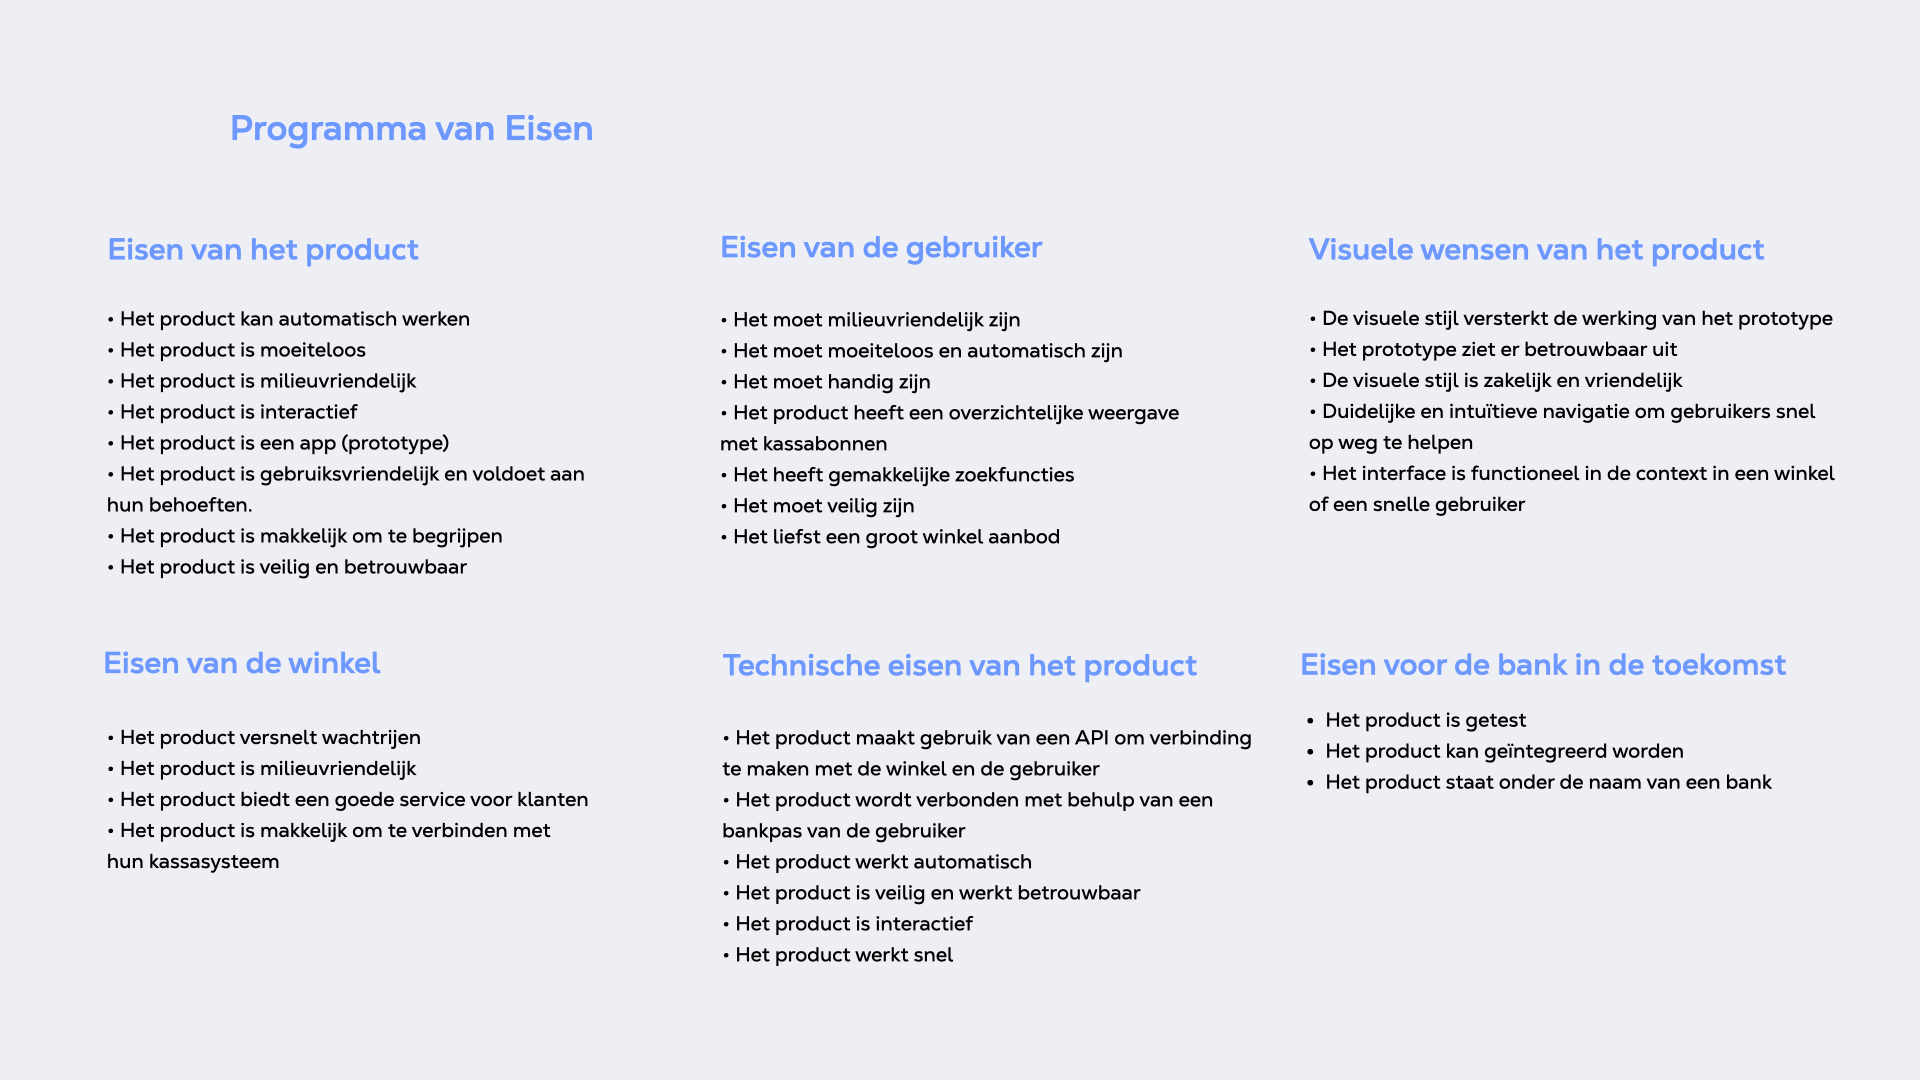 Programma van Eisen
Eisen van het product
• Het product kan automatisch werken
• Het product is moeiteloos
• Het product is milieuvriendelijk
• Het product is interactief
• Het product is een app (prototype)
• Het product is gebruiksvriendelijk en voldoet aan
hun behoeften.
• Het product is makkelijk om te begrijpen
• Het product is veilig en betrouwbaar
Eisen van de gebruiker
• Het moet milieuvriendelijk zijn
• Het moet moeiteloos en automatisch zijn
• Het moet handig zijn
• Het product heeft een overzichtelijke weergave
met kassabonnen
• Het heeft gemakkelijke zoekfuncties
• Het moet veilig zijn
• Het liefst een groot winkel aanbod
Visuele wensen van het product
• De visuele stijl versterkt de werking van het prototype
• Het prototype ziet er betrouwbaar uit
• De visuele stijl is zakelijk en vriendelijk
• Duidelijke en intuïtieve navigatie om gebruikers snel
op weg te helpen
• Het interface is functioneel in de context in een winkel
of een snelle gebruiker
Eisen van de winkel
• Het product versnelt wachtrijen
• Het product is milieuvriendelijk
• Het product biedt een goede service voor klanten
• Het product is makkelijk om te verbinden met
hun kassasysteem
Technische eisen van het product
• Het product maakt gebruik van een API om verbinding
te maken met de winkel en de gebruiker
• Het product wordt verbonden met behulp van een
bankpas van de gebruiker
• Het product werkt automatisch
• Het product is veilig en werkt betrouwbaar
• Het product is interactief
• Het product werkt snel
Eisen voor de bank in de toekomst
• Het product is getest
• Het product kan geïntegreerd worden
• Het product staat onder de naam van een bank